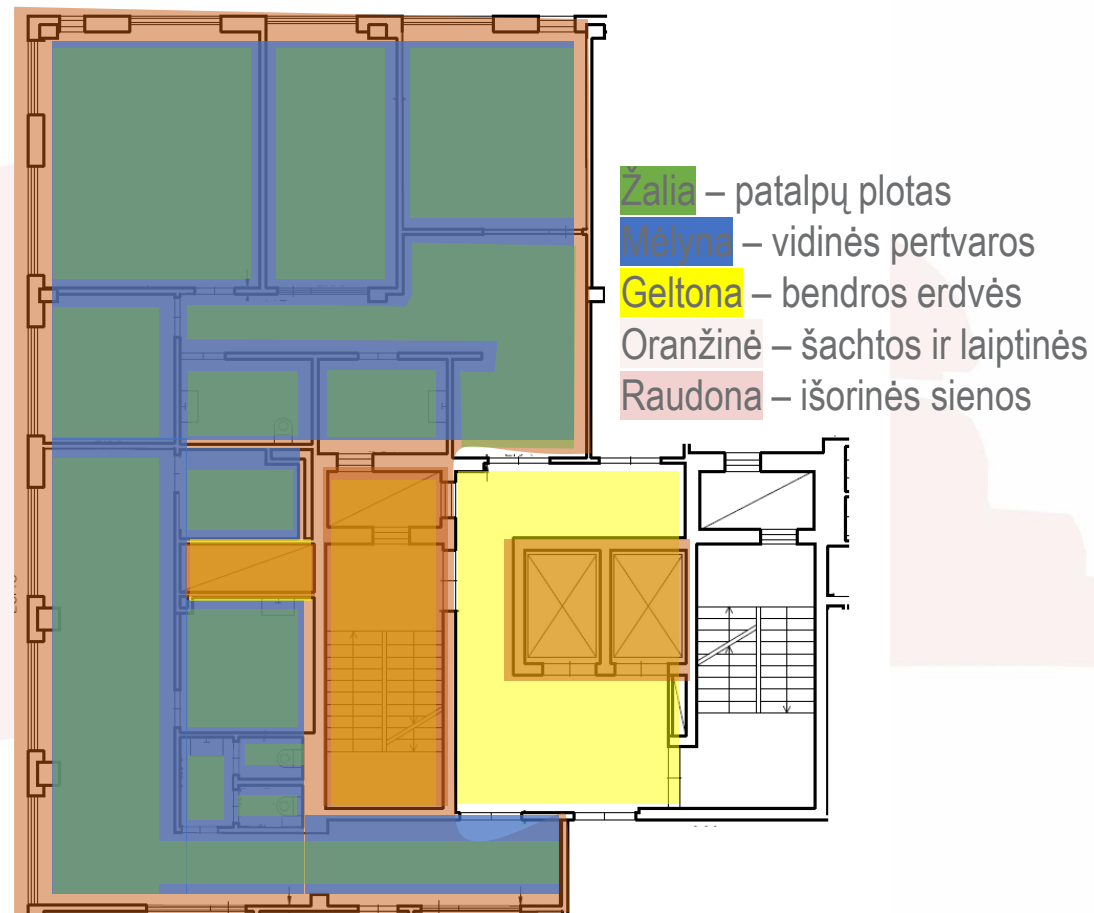 Žalia – patalpų plotas
Mėlyna – vidinės pertvaros
Geltona – bendros erdvės
Oranžinė – šachtos ir laiptinės
Raudona – išorinės sienos